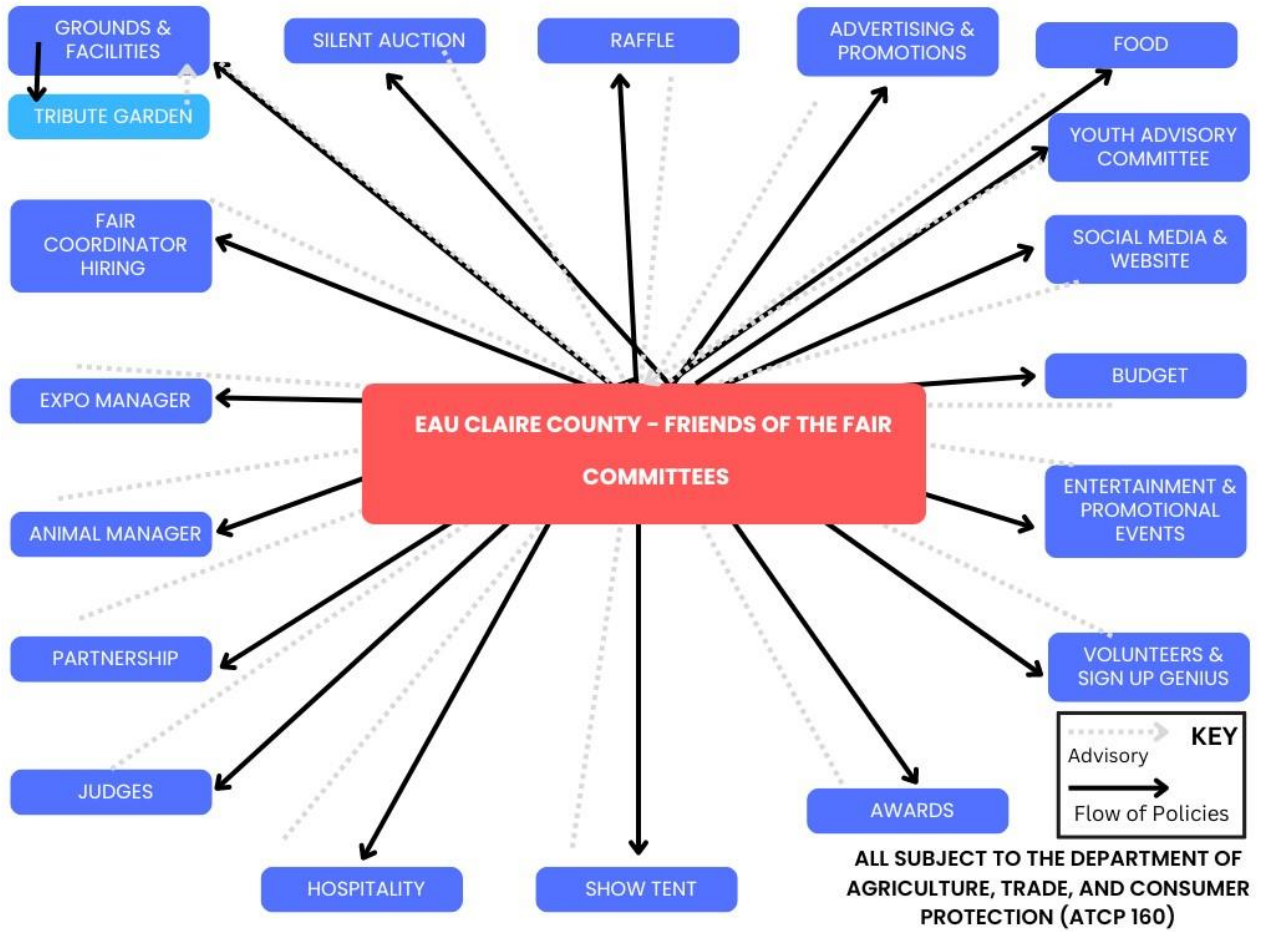 GROUNDS &
FACILITIES
SILENT AUCTION
RAFFLE
ADVERTISING &
PROMOTIONS
FOOD
TRIBUTE GARDEN
YOUTH ADVISORY
COMMITTEE
FAIR
COORDINATOR
HIRING
SOCIAL MEDIA &
WEBSITE
EXPO MANAGER
BUDGET
EAU CLAIRE COUNTY - FRIENDS OF THE FAIR
COMMITTEES
ANIMAL MANAGER
ENTERTAINMENT &
PROMOTIONAL
EVENTS
PARTNERSHIP
VOLUNTEERS &
SIGN UP GENIUS
JUDGES
AWARDS
HOSPITALITY
SHOW TENT
KEY
Advisory
Flow of Policies
ALL SUBJECT TO THE DEPARTMENT OF
AGRICULTURE, TRADE, AND CONSUMER
PROTECTION (ATCP 160)